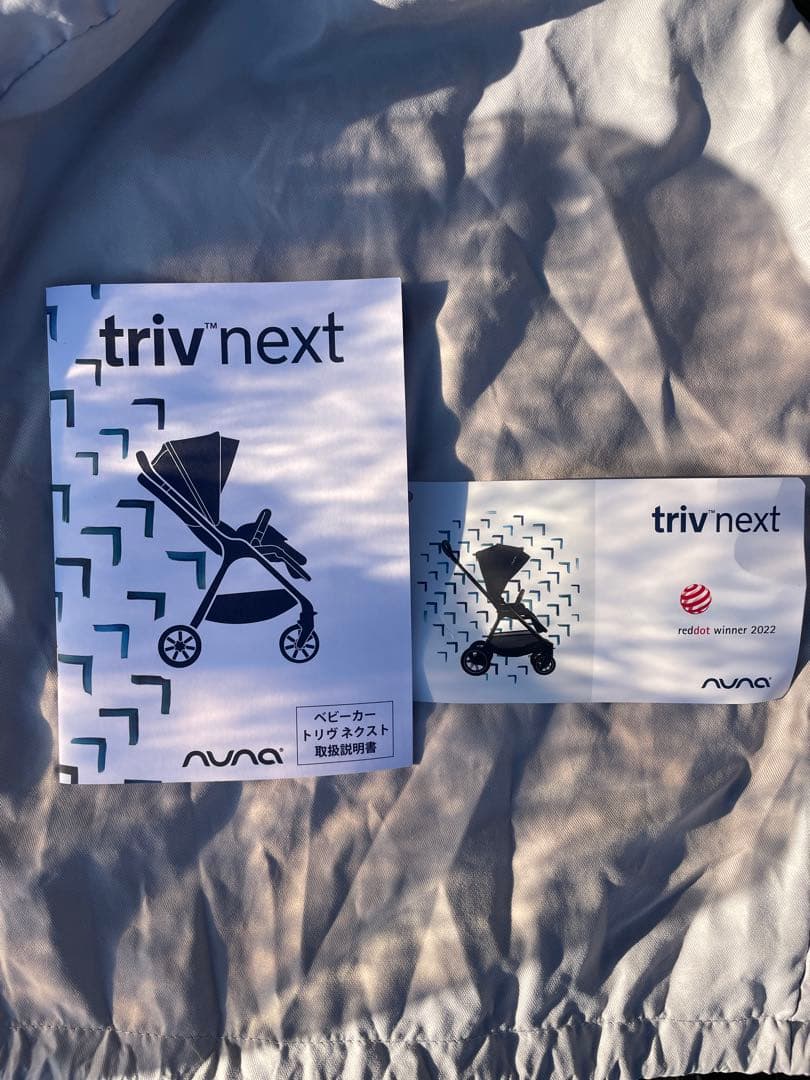 triv™next
nuna®
ベビーカー
トリヴ ネクスト
取扱説明書
triv™next
reddot winner 2022
nuna®